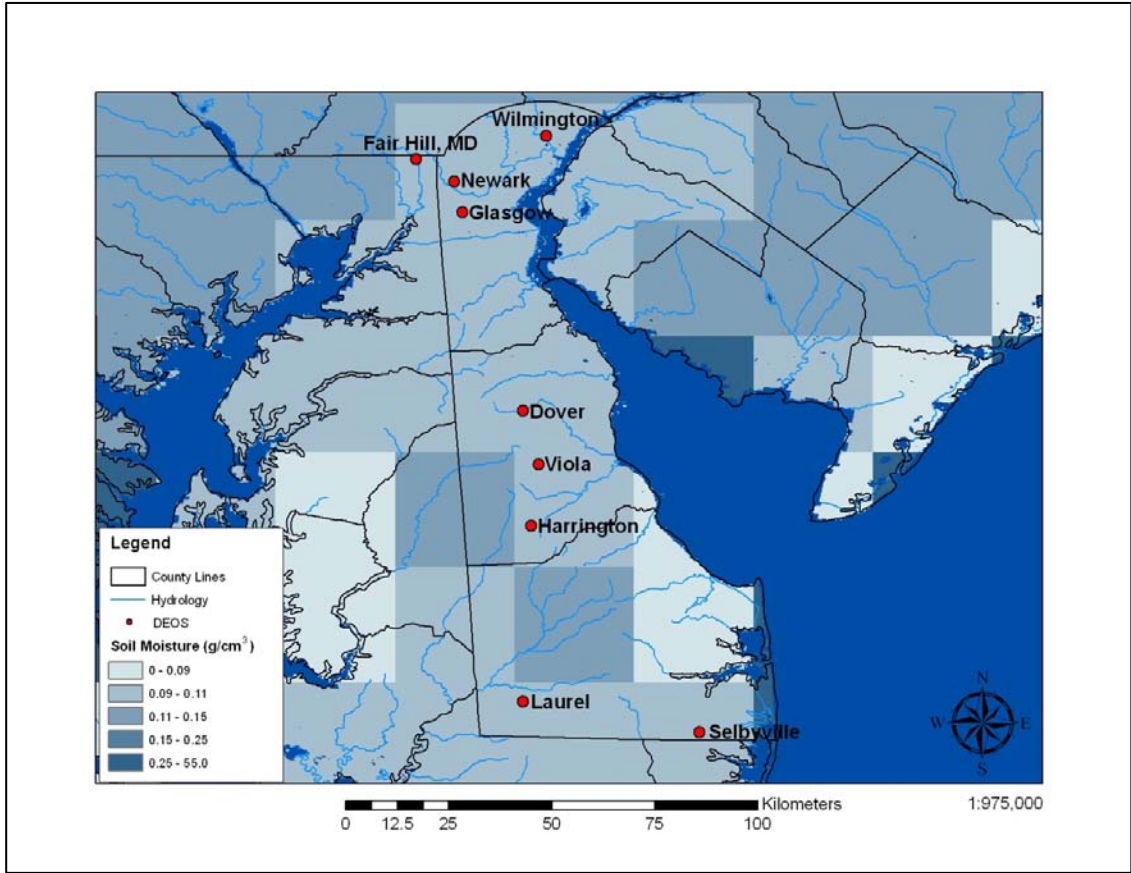 Wilmington
Fair Hill, MD
Newark
Glasgow
Dover
Viola
Harrington
Laurel
Selbyville
Legend
County Lines
Hydrology
DEOS
Soil Moisture (g/cm³)
0 - 0.09
0.09 - 0.11
0.11 - 0.15
0.15 - 0.25
0.25 - 55.0
N
W E
S
Kilometers
0 12.5 25 50 75 100
1:975,000